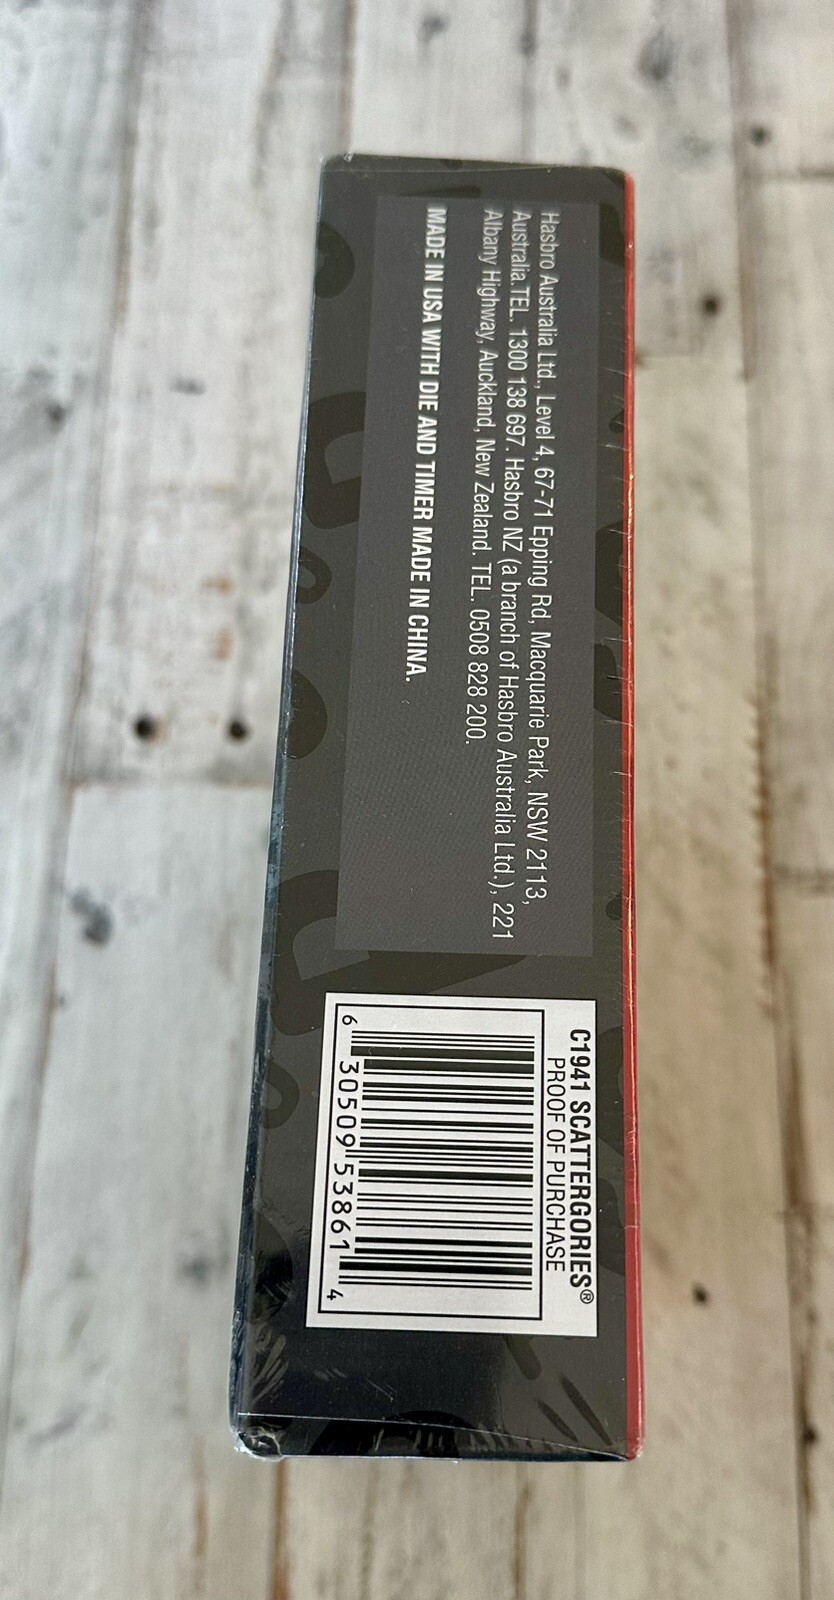 Hasbro Australia Ltd., Level 4, 67-71 Epping Rd, Macquarie Park, NSW 2113,
Australia.TEL. 1300 138 697. Hasbro NZ (a branch of Hasbro Australia Ltd.), 221
Albany Highway, Auckland, New Zealand. TEL. 0508 828 200.
MADE IN USA WITH DIE AND TIMER MADE IN CHINA.
C1941 SCATTERGORIES®
PROOF OF PURCHASE
6 30509 53861 4